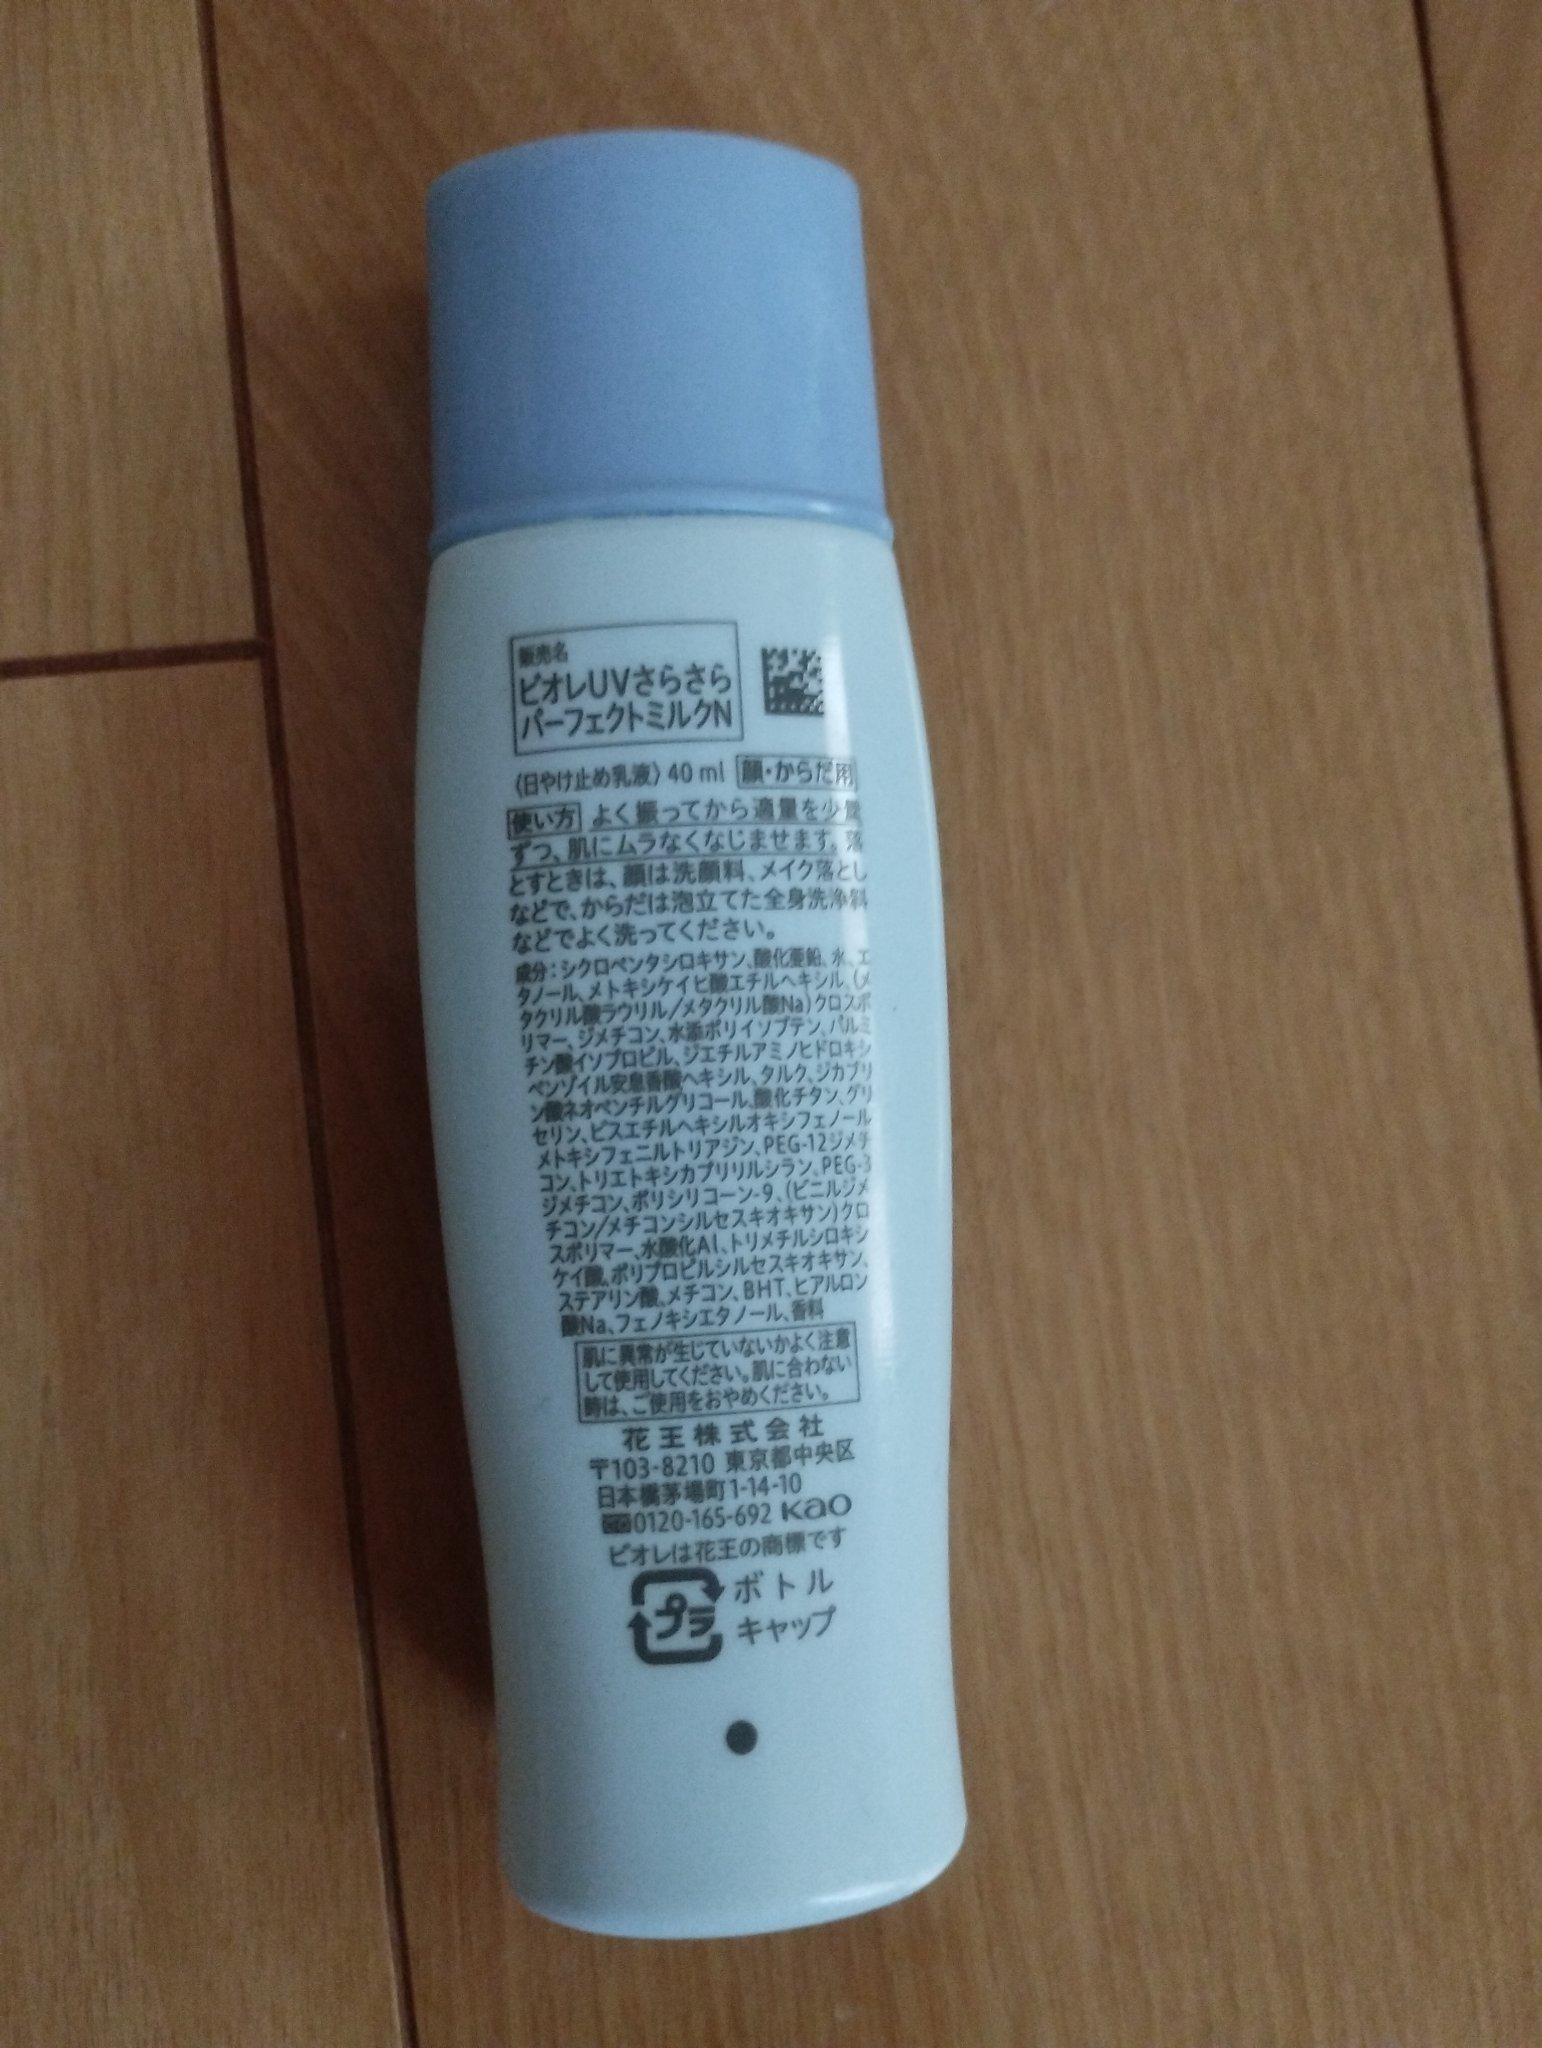 販売名
ビオレUVさらさら
パーフェクトミルクN
〈日やけ止め乳液〉40ml 顔・からだ用
使い方 よく振ってから適量を少量
ずつ、肌にムラなくなじませます。落
とすときは、顔は洗顔料、メイク落とし
などで、からだは泡立てた全身洗浄料
などでよく洗ってください。
成分：シクロペンタシロキサン、酸化亜鉛、水、エ
タノール、メトキシケイヒ酸エチルヘキシル、(メ
タクリル酸ラウリル/メタクリル酸Na)クロスポ
リマー、ジメチコン、水添ポリイソブテン、パルミ
チン酸イソプロピル、ジエチルアミノヒドロキシ
ベンゾイル安息香酸ヘキシル、タルク、ジカプリ
ン酸ネオペンチルグリコール、酸化チタン、グリ
セリン、ビスエチルヘキシルオキシフェノール
メトキシフェニルトリアジン、PEG-12ジメチ
コン、トリエトキシカプリリルシラン、PEG-3
ジメチコン、ポリシリコーン-9、(ビニルジメ
チコン/メチコンシルセスキオキサン)クロ
スポリマー、水酸化Al、トリメチルシロキシ
ケイ酸、ポリプロピルシルセスキオキサン、
ステアリン酸、メチコン、BHT、ヒアルロン
酸Na、フェノキシエタノール、香料
肌に異常が生じていないかよく注意
して使用してください。肌に合わない
時は、ご使用をおやめください。
花王株式会社
〒103-8210 東京都中央区
日本橋茅場町1-14-10
0120-165-692 Kao
ビオレは花王の商標です
プラ ボトル
キャップ